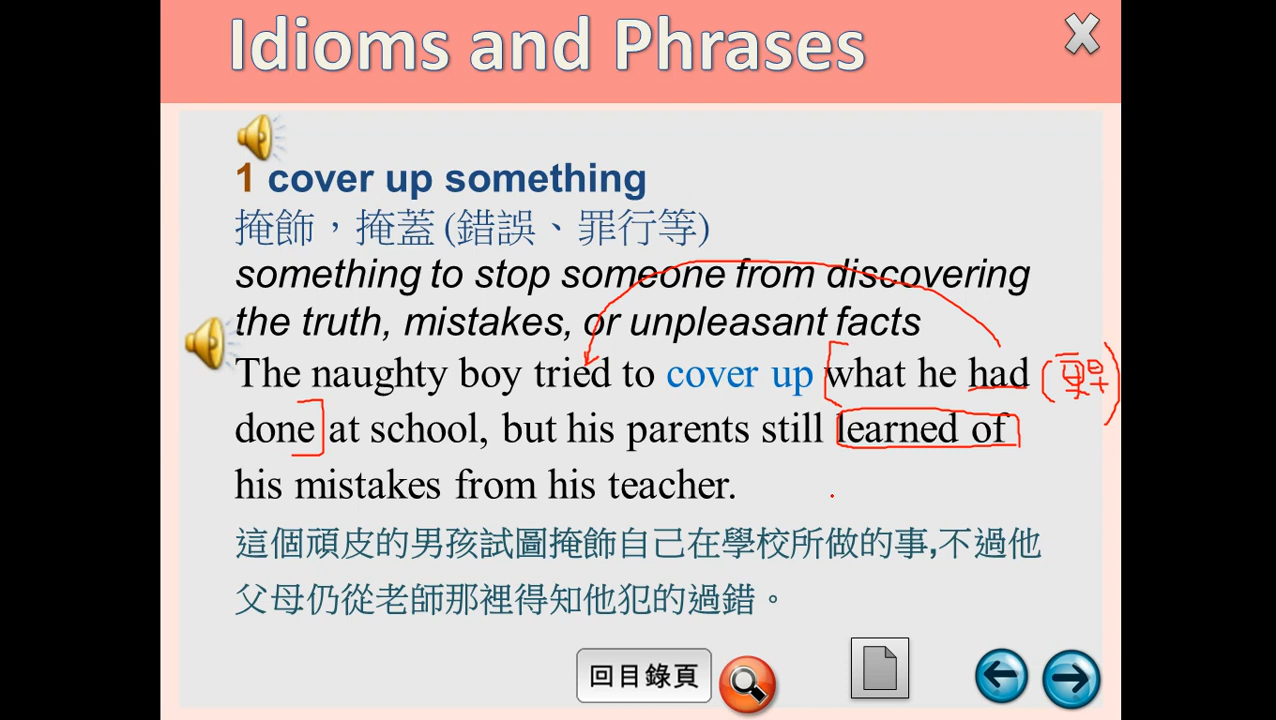 Idioms and Phrases
1 cover up something
掩飾，掩蓋 (錯誤、罪行等)
something to stop someone from discovering
the truth, mistakes, or unpleasant facts
The naughty boy tried to cover up what he had (更早)
done at school, but his parents still learned of
his mistakes from his teacher.
這個頑皮的男孩試圖掩飾自己在學校所做的事,不過他
父母仍從老師那裡得知他犯的過錯。
回目錄頁